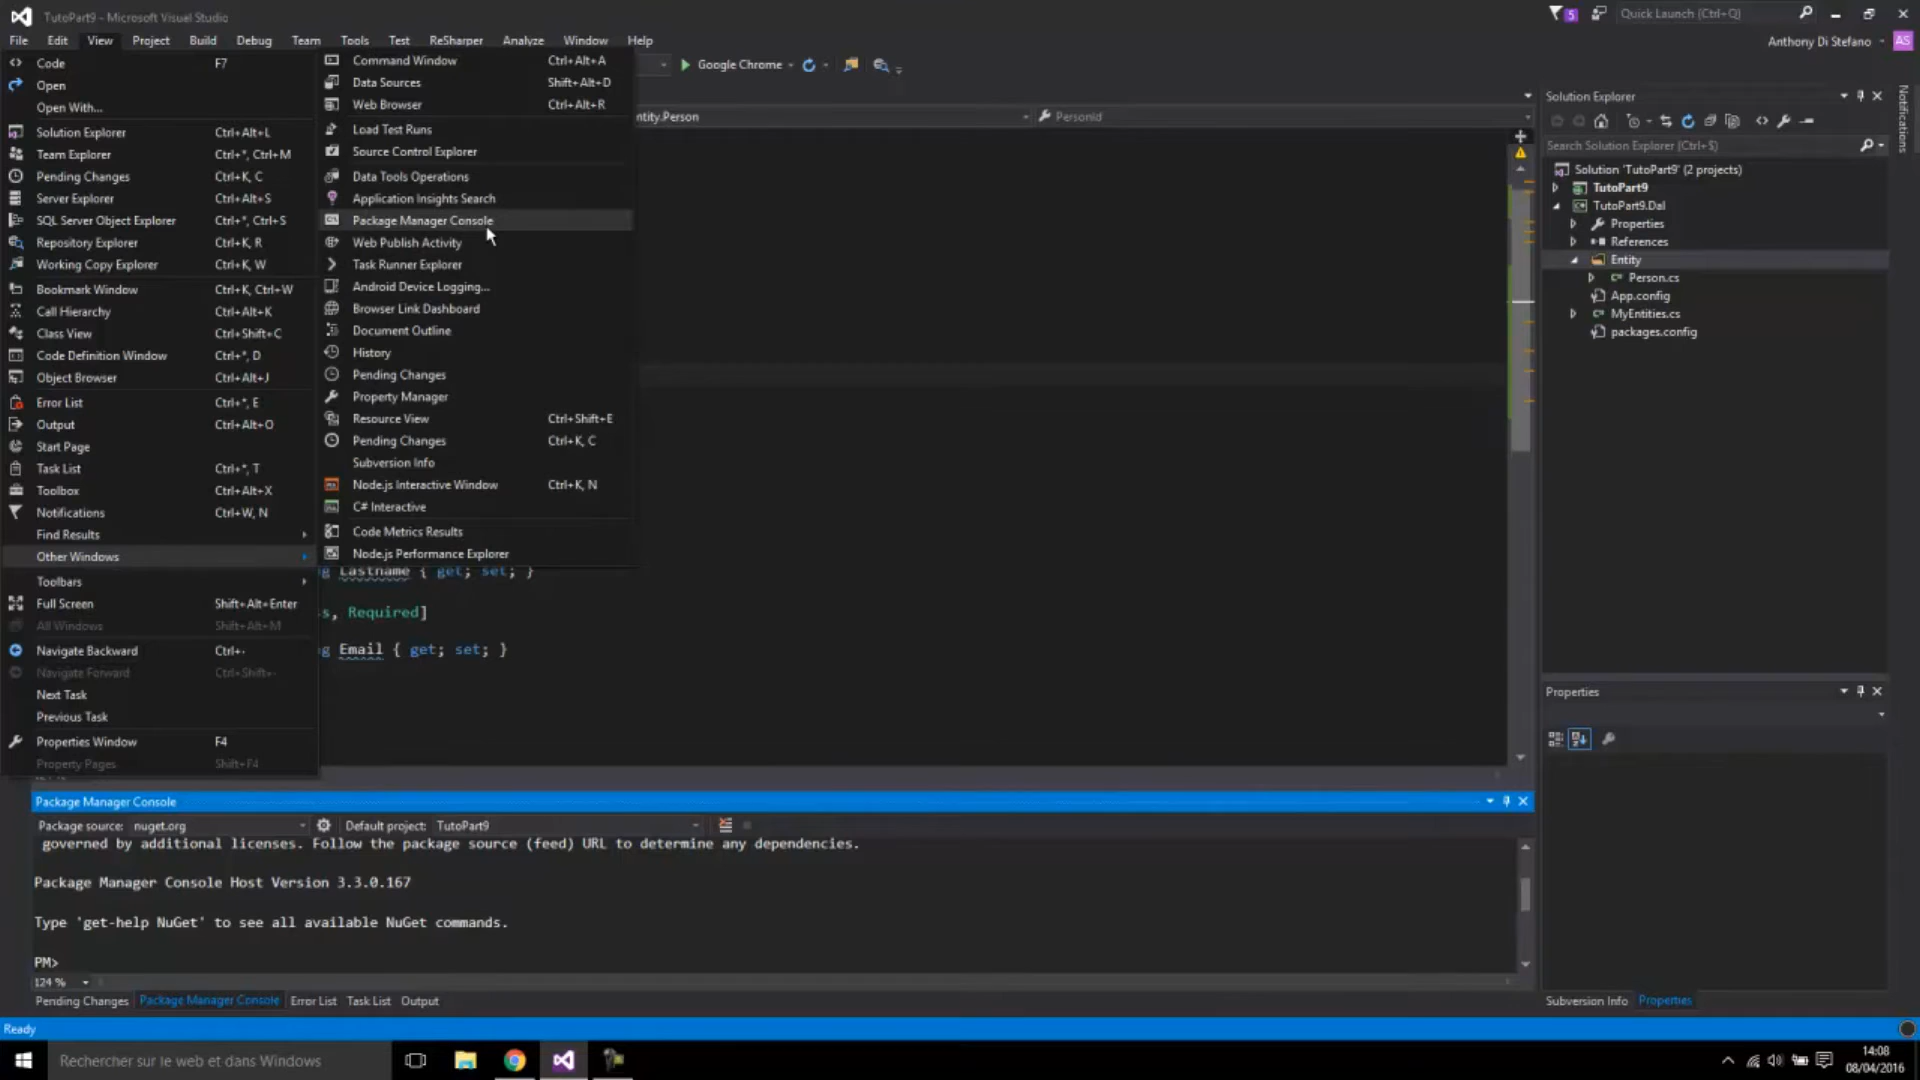 TutoPart9 - Microsoft Visual Studio
5
Quick Launch (Ctrl+Q)
File Edit View Project Build Debug Team Tools Test ReSharper Analyze Window Help
Anthony Di Stefano
AS
Code F7
Open
Open With...
Solution Explorer Ctrl+Alt+L
Team Explorer Ctrl+*, Ctrl+M
Pending Changes Ctrl+K, C
Server Explorer Ctrl+Alt+S
SQL Server Object Explorer Ctrl+*, Ctrl+S
Repository Explorer Ctrl+K, R
Working Copy Explorer Ctrl+K, W
Bookmark Window Ctrl+K, Ctrl+W
Call Hierarchy Ctrl+Alt+K
Class View Ctrl+Shift+C
Code Definition Window Ctrl+*, D
Object Browser Ctrl+Alt+J
Error List Ctrl+*, E
Output Ctrl+Alt+O
Start Page
Task List Ctrl+*, T
Toolbox Ctrl+Alt+X
Notifications Ctrl+W, N
Find Results
Other Windows
Toolbars
Full Screen Shift+Alt+Enter
All Windows Shift+Alt+M
Navigate Backward Ctrl+-
Navigate Forward Ctrl+Shift+-
Next Task
Previous Task
Properties Window F4
Property Pages Shift+F4
Command Window Ctrl+Alt+A
Data Sources Shift+Alt+D
Web Browser Ctrl+Alt+R
Load Test Runs
Source Control Explorer
Data Tools Operations
Application Insights Search
Package Manager Console
Web Publish Activity
Task Runner Explorer
Android Device Logging...
Browser Link Dashboard
Document Outline
History
Pending Changes
Property Manager
Resource View Ctrl+Shift+E
Pending Changes Ctrl+K, C
Subversion Info
Node.js Interactive Window Ctrl+K, N
C# Interactive
Code Metrics Results
Node.js Performance Explorer
Google Chrome
ntity.Person
PersonId
g Lastname { get; set; }
s, Required]
g Email { get; set; }
Solution Explorer
Search Solution Explorer (Ctrl+$)
Solution 'TutoPart9' (2 projects)
TutoPart9
TutoPart9.Dal
Properties
References
Entity
Person.cs
App.config
MyEntities.cs
packages.config
Notifications
Properties
Package Manager Console
Package source: nuget.org Default project: TutoPart9
governed by additional licenses. Follow the package source (feed) URL to determine any dependencies.
Package Manager Console Host Version 3.3.0.167
Type 'get-help NuGet' to see all available NuGet commands.
PM>
124 %
Pending Changes Package Manager Console Error List Task List Output
Subversion Info Properties
Ready
Rechercher sur le web et dans Windows
14:08
08/04/2016